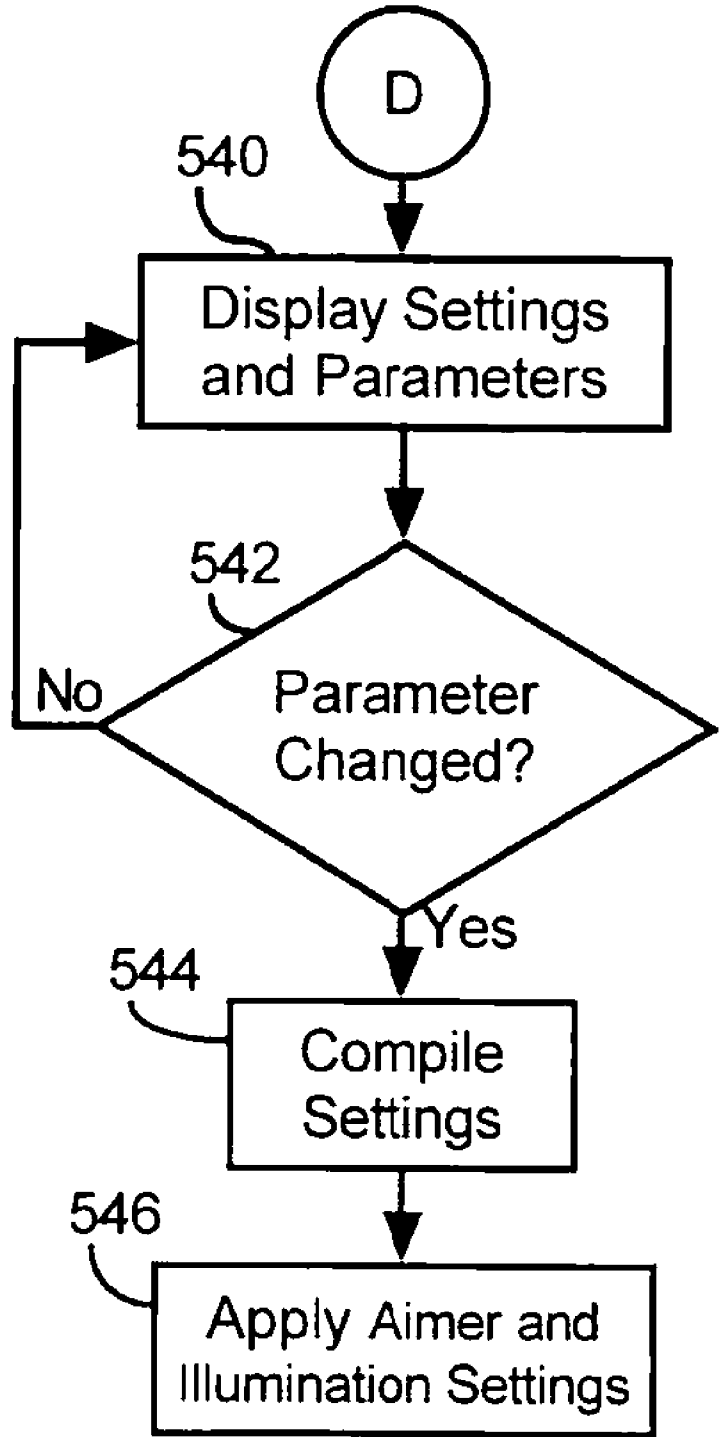 D
540
Display Settings
and Parameters
542
No
Parameter
Changed?
Yes
544
Compile
Settings
546
Apply Aimer and
Illumination Settings